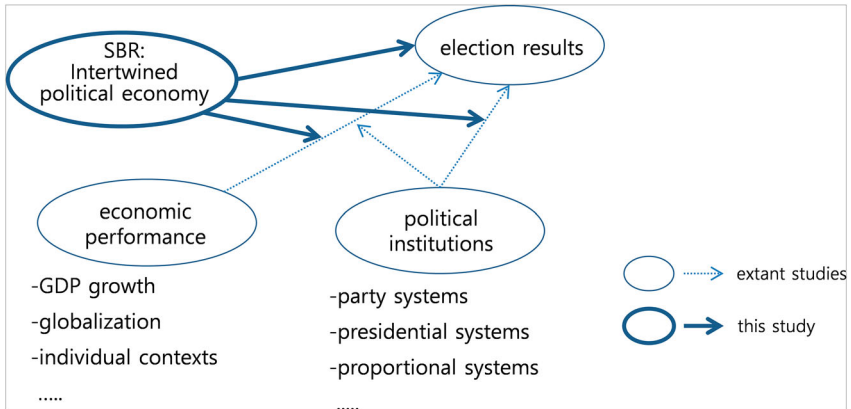 SBR:
Intertwined
political economy
election results
economic
performance
-GDP growth
-globalization
-individual contexts
.....
political
institutions
-party systems
-presidential systems
-proportional systems
.....
extant studies
this study